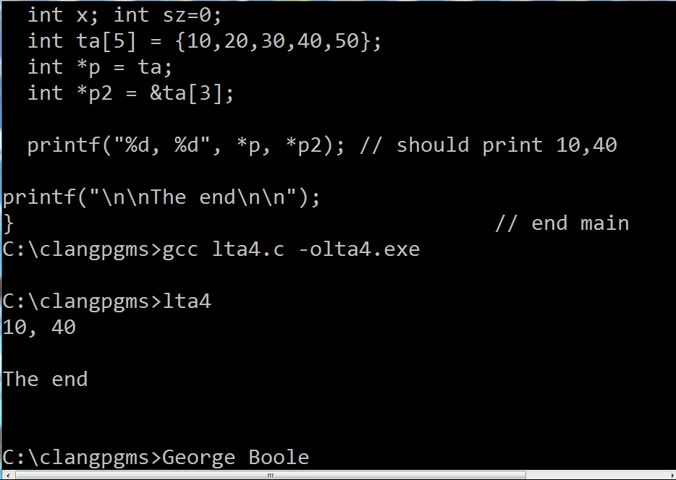 int x; int sz=0;
int ta[5] = {10,20,30,40,50};
int *p = ta;
int *p2 = &ta[3];
printf("%d, %d", *p, *p2); // should print 10,40
printf("\n\nThe end\n\n");
} // end main
C:\clangpgms>gcc lta4.c -olta4.exe
C:\clangpgms>lta4
10, 40
The end
C:\clangpgms>George Boole